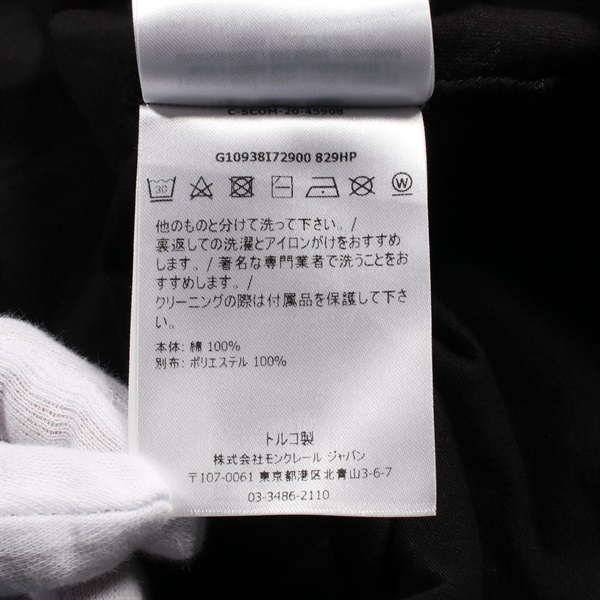 C-SCOM-20-45908
G10938I72900 829HP
30
W
他のものと分けて洗って下さい。/
裏返しての洗濯とアイロンがけをおすすめ
します。/ 著名な専門業者で洗うことをお
すすめします。/
クリーニングの際は付属品を保護して下さ
い。
本体: 綿 100%
別布: ポリエステル 100%
トルコ製
株式会社モンクレール ジャパン
〒107-0061 東京都港区北青山3-6-7
03-3486-2110